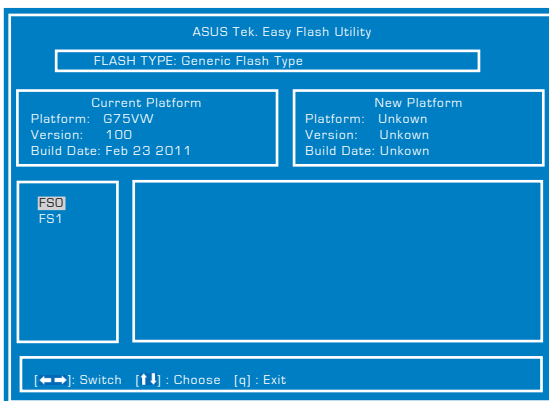 ASUS Tek. Easy Flash Utility
FLASH TYPE: Generic Flash Type
Current Platform
Platform: G75VW
Version: 100
Build Date: Feb 23 2011
New Platform
Platform: Unkown
Version: Unkown
Build Date: Unkown
FS0
FS1
[⬅➡]: Switch [⬆⬇] : Choose [q] : Exit